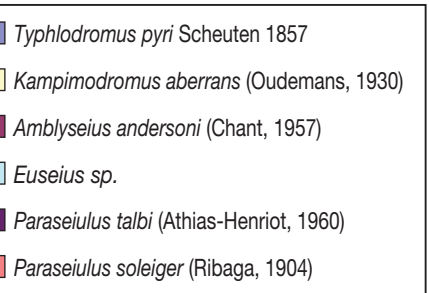 Typhlodromus pyri Scheuten 1857
Kampimodromus aberrans (Oudemans, 1930)
Amblyseius andersoni (Chant, 1957)
Euseius sp.
Paraseiulus talbi (Athias-Henriot, 1960)
Paraseiulus soleiger (Ribaga, 1904)